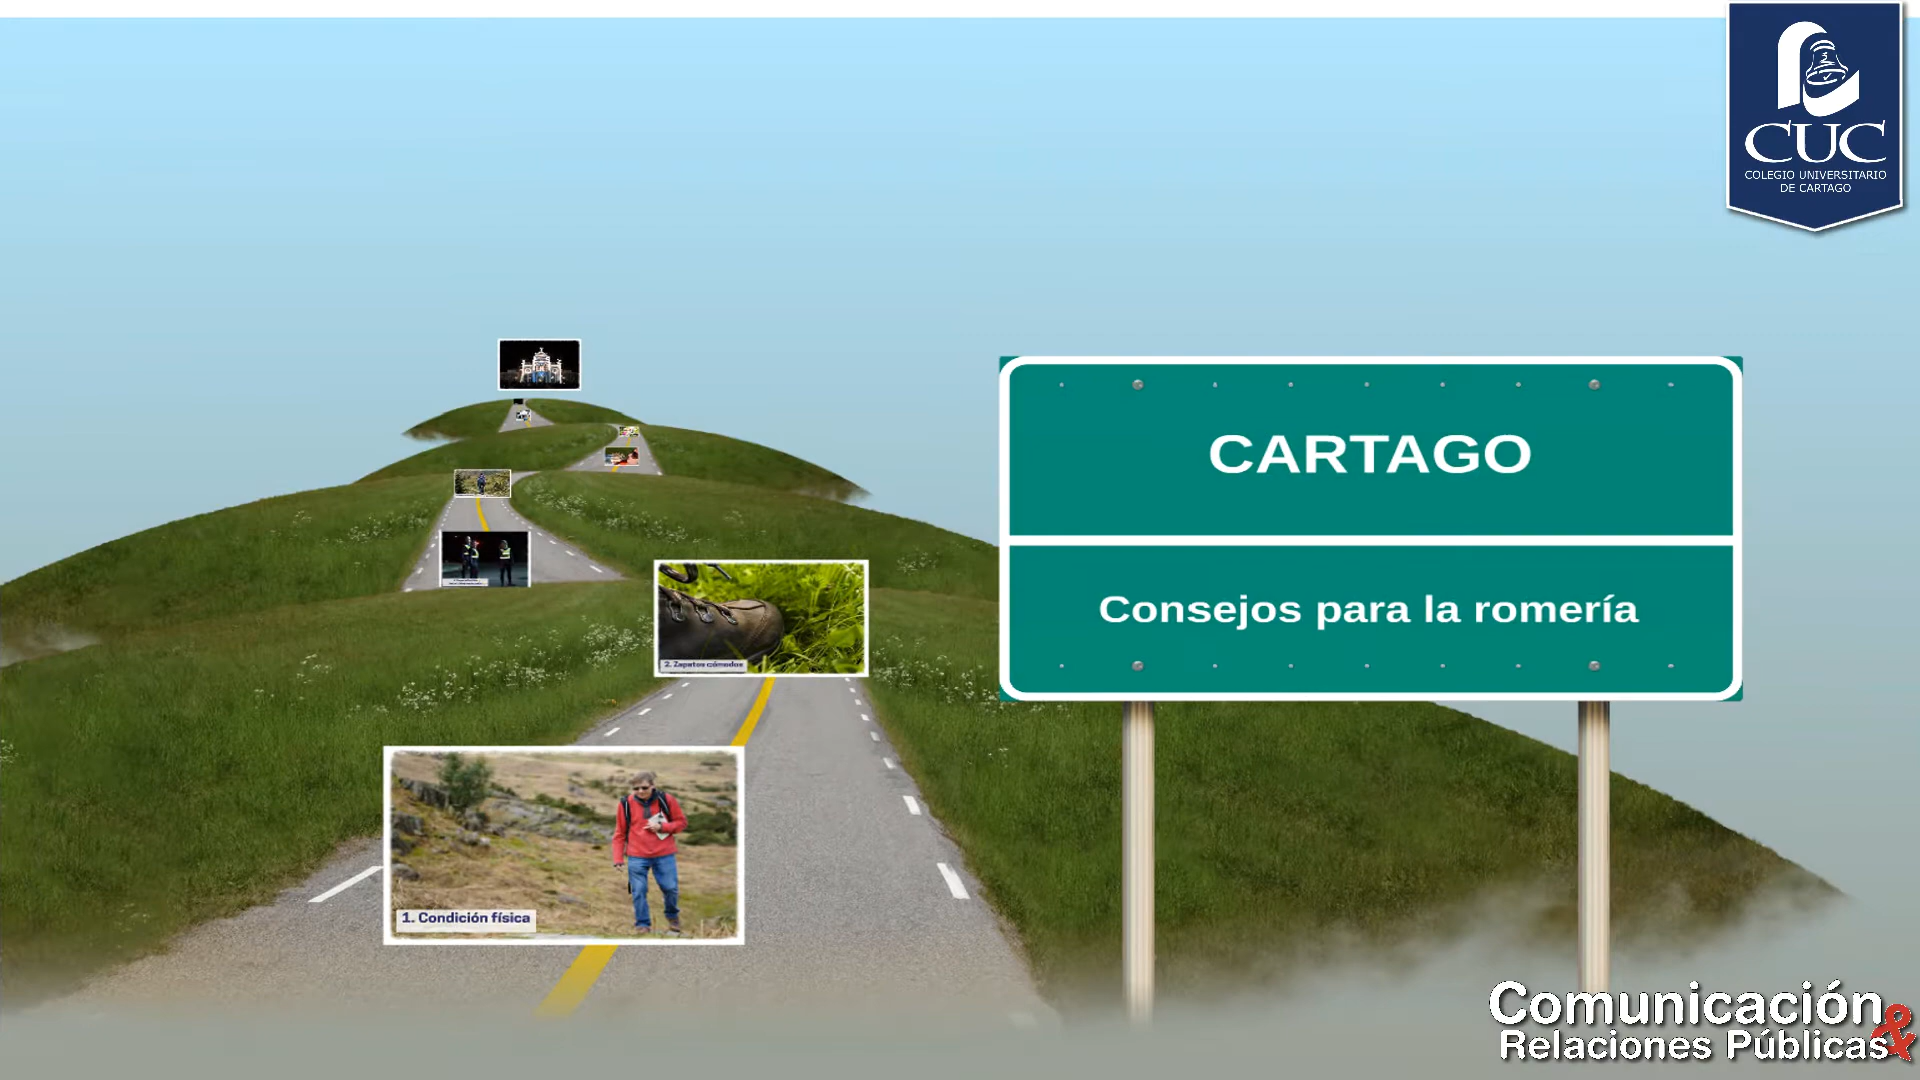 CUC
COLEGIO UNIVERSITARIO
DE CARTAGO
CARTAGO
Consejos para la romería
2. Zapatos cómodos
1. Condición física
Comunicación
& Relaciones Públicas